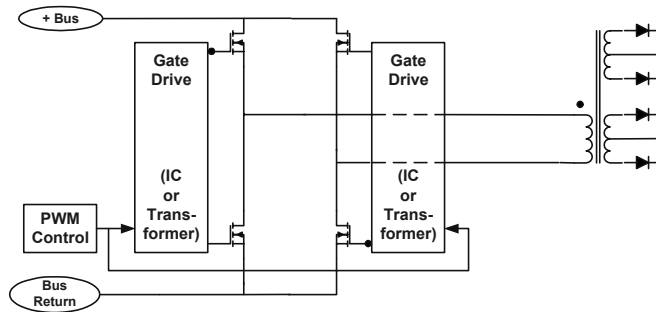 + Bus
Gate
Drive
(IC
or
Trans-
former)
Gate
Drive
(IC
or
Trans-
former)
PWM
Control
Bus
Return